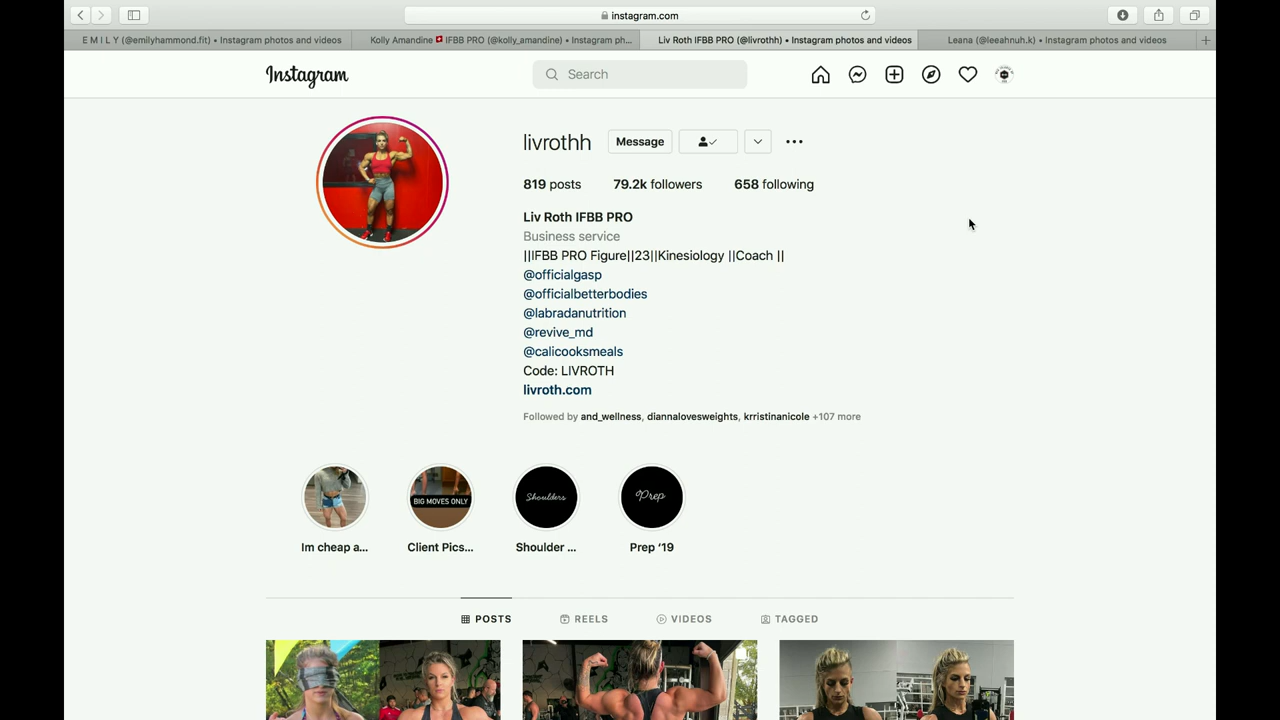 instagram.com
E M I L Y (@emilyhammond.fit) • Instagram photos and videos
Kolly Amandine 🇨🇭 IFBB PRO (@kolly_amandine) • Instagram ph...
Liv Roth IFBB PRO (@livrothh) • Instagram photos and videos
Leana (@leeahnuh.k) • Instagram photos and videos
Instagram
Search
livrothh
Message
819 posts 79.2k followers 658 following
Liv Roth IFBB PRO
Business service
||IFBB PRO Figure||23||Kinesiology ||Coach ||
@officialgasp
@officialbetterbodies
@labradanutrition
@revive_md
@calicooksmeals
Code: LIVROTH
livroth.com
Followed by and_wellness, diannalovesweights, krristinanicole +107 more
BIG MOVES ONLY
Shoulders
Prep
Im cheap a...
Client Pics...
Shoulder ...
Prep '19
POSTS
REELS
VIDEOS
TAGGED